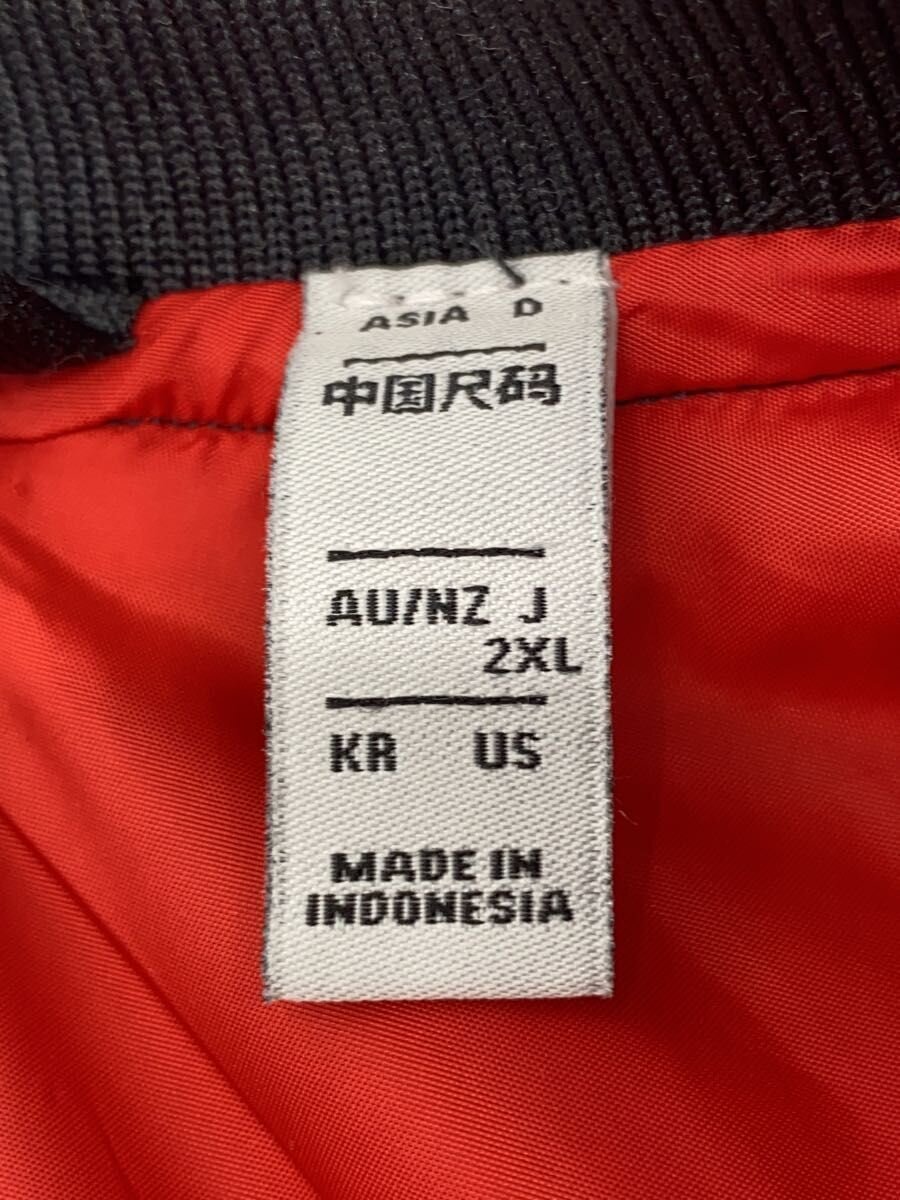 ASIA D
中国尺码
AU/NZ J
2XL
KR US
MADE IN
INDONESIA